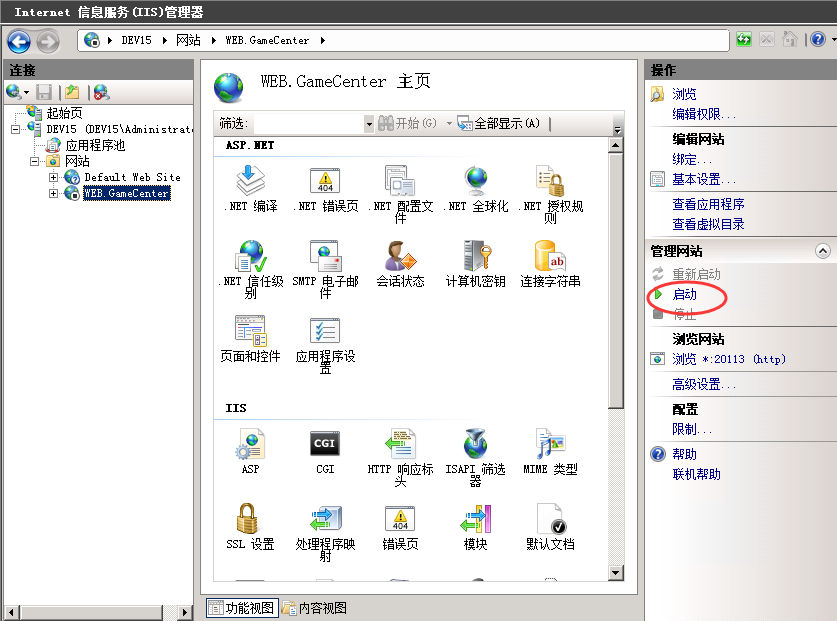 Internet 信息服务(IIS)管理器
DEV15 网站 WEB.GameCenter
连接
起始页
DEV15 (DEV15\Administrato
应用程序池
网站
Default Web Site
WEB.GameCenter
WEB.GameCenter 主页
筛选: 开始(G) 全部显示(A)
ASP.NET
.NET 编译
.NET 错误页
.NET 配置文
件
.NET 全球化
.NET 授权规
则
.NET 信任级
别
SMTP 电子邮
件
会话状态
计算机密钥
连接字符串
页面和控件
应用程序设
置
IIS
ASP
CGI
CGI
HTTP 响应标
头
ISAPI 筛选
器
MIME 类型
SSL 设置
处理程序映
射
404
错误页
模块
默认文档
功能视图 内容视图
操作
浏览
编辑权限...
编辑网站
绑定...
基本设置...
查看应用程序
查看虚拟目录
管理网站
重新启动
启动
停止
浏览网站
浏览 *:20113 (http)
高级设置...
配置
限制...
帮助
联机帮助